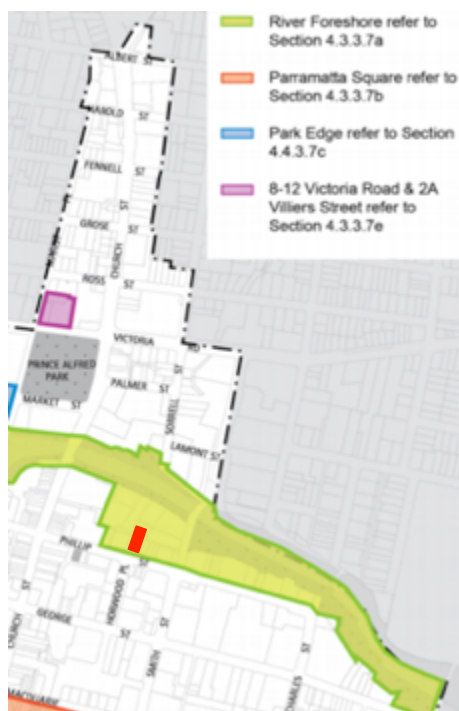 River Foreshore refer to
Section 4.3.3.7a
Parramatta Square refer to
Section 4.3.3.7b
Park Edge refer to Section
4.4.3.7c
8-12 Victoria Road & 2A
Villiers Street refer to
Section 4.3.3.7e
ALBERT ST
HAROLD ST
FENNELL ST
GROSE ST
CHURCH
ROSS ST
VICTORIA RD
PRINCE ALFRED
PARK
PALMER ST
MARKET ST
SORRELL ST
LAMONT ST
PHILLIP ST
HORWOOD PL
GEORGE ST
CHURCH ST
SMITH ST
CHARLES ST
MACQUARIE